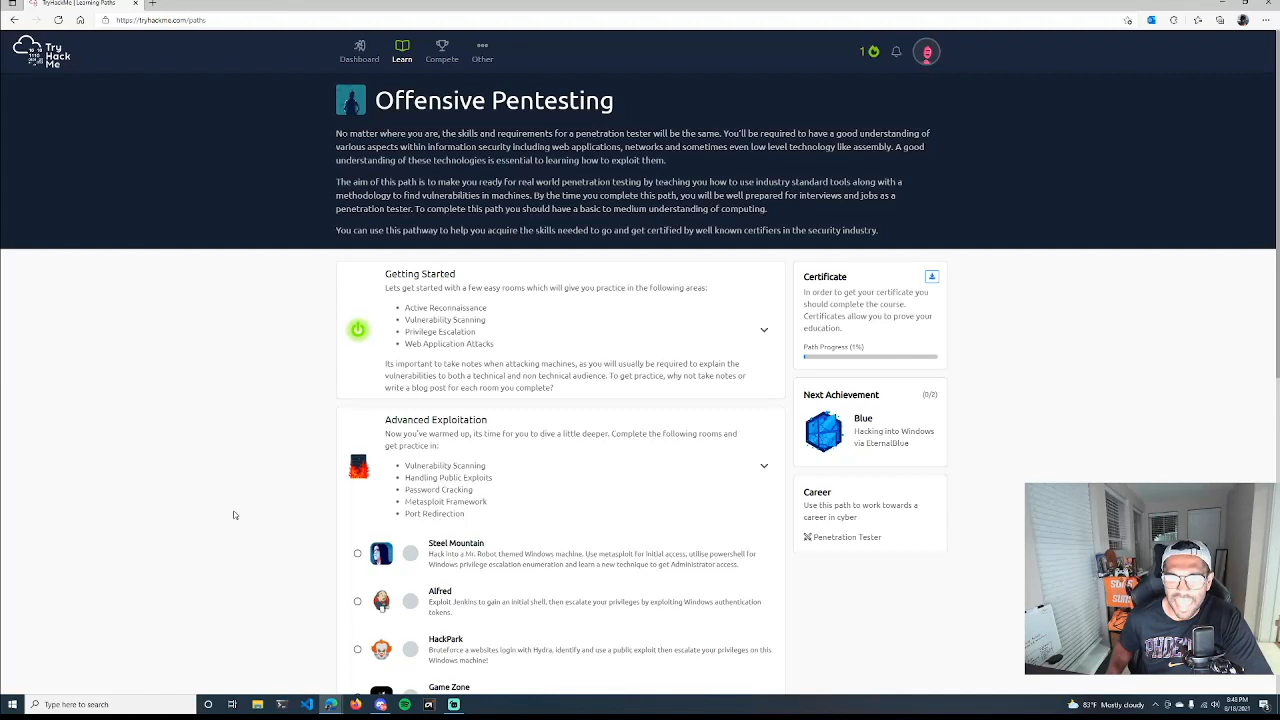 TryHackMe | Learning Paths
https://tryhackme.com/paths
Try
Hack
Me
Dashboard
Learn
Compete
Other
1
Offensive Pentesting
No matter where you are, the skills and requirements for a penetration tester will be the same. You'll be required to have a good understanding of
various aspects within information security including web applications, networks and sometimes even low level technology like assembly. A good
understanding of these technologies is essential to learning how to exploit them.
The aim of this path is to make you ready for real world penetration testing by teaching you how to use industry standard tools along with a
methodology to find vulnerabilities in machines. By the time you complete this path, you will be well prepared for interviews and jobs as a
penetration tester. To complete this path you should have a basic to medium understanding of computing.
You can use this pathway to help you acquire the skills needed to go and get certified by well known certifiers in the security industry.
Getting Started
Lets get started with a few easy rooms which will give you practice in the following areas:
• Active Reconnaissance
• Vulnerability Scanning
• Privilege Escalation
• Web Application Attacks
Its important to take notes when attacking machines, as you will usually be required to explain the
vulnerabilities to both a technical and non technical audience. To get practice, why not take notes or
write a blog post for each room you complete?
Advanced Exploitation
Now you've warmed up, its time for you to dive a little deeper. Complete the following rooms and
get practice in:
• Vulnerability Scanning
• Handling Public Exploits
• Password Cracking
• Metasploit Framework
• Port Redirection
Steel Mountain
Hack into a Mr. Robot themed Windows machine. Use metasploit for initial access, utilise powershell for
Windows privilege escalation enumeration and learn a new technique to get Administrator access.
Alfred
Exploit Jenkins to gain an initial shell, then escalate your privileges by exploiting Windows authentication
tokens.
HackPark
Bruteforce a websites login with Hydra, identify and use a public exploit then escalate your privileges on this
Windows machine!
Game Zone
Certificate
In order to get your certificate you
should complete the course.
Certificates allow you to prove your
education.
Path Progress (1%)
Next Achievement
(0/2)
Blue
Hacking into Windows
via EternalBlue
Career
Use this path to work towards a
career in cyber
Penetration Tester
Type here to search
83°F Mostly cloudy
8:48 PM
8/18/2021